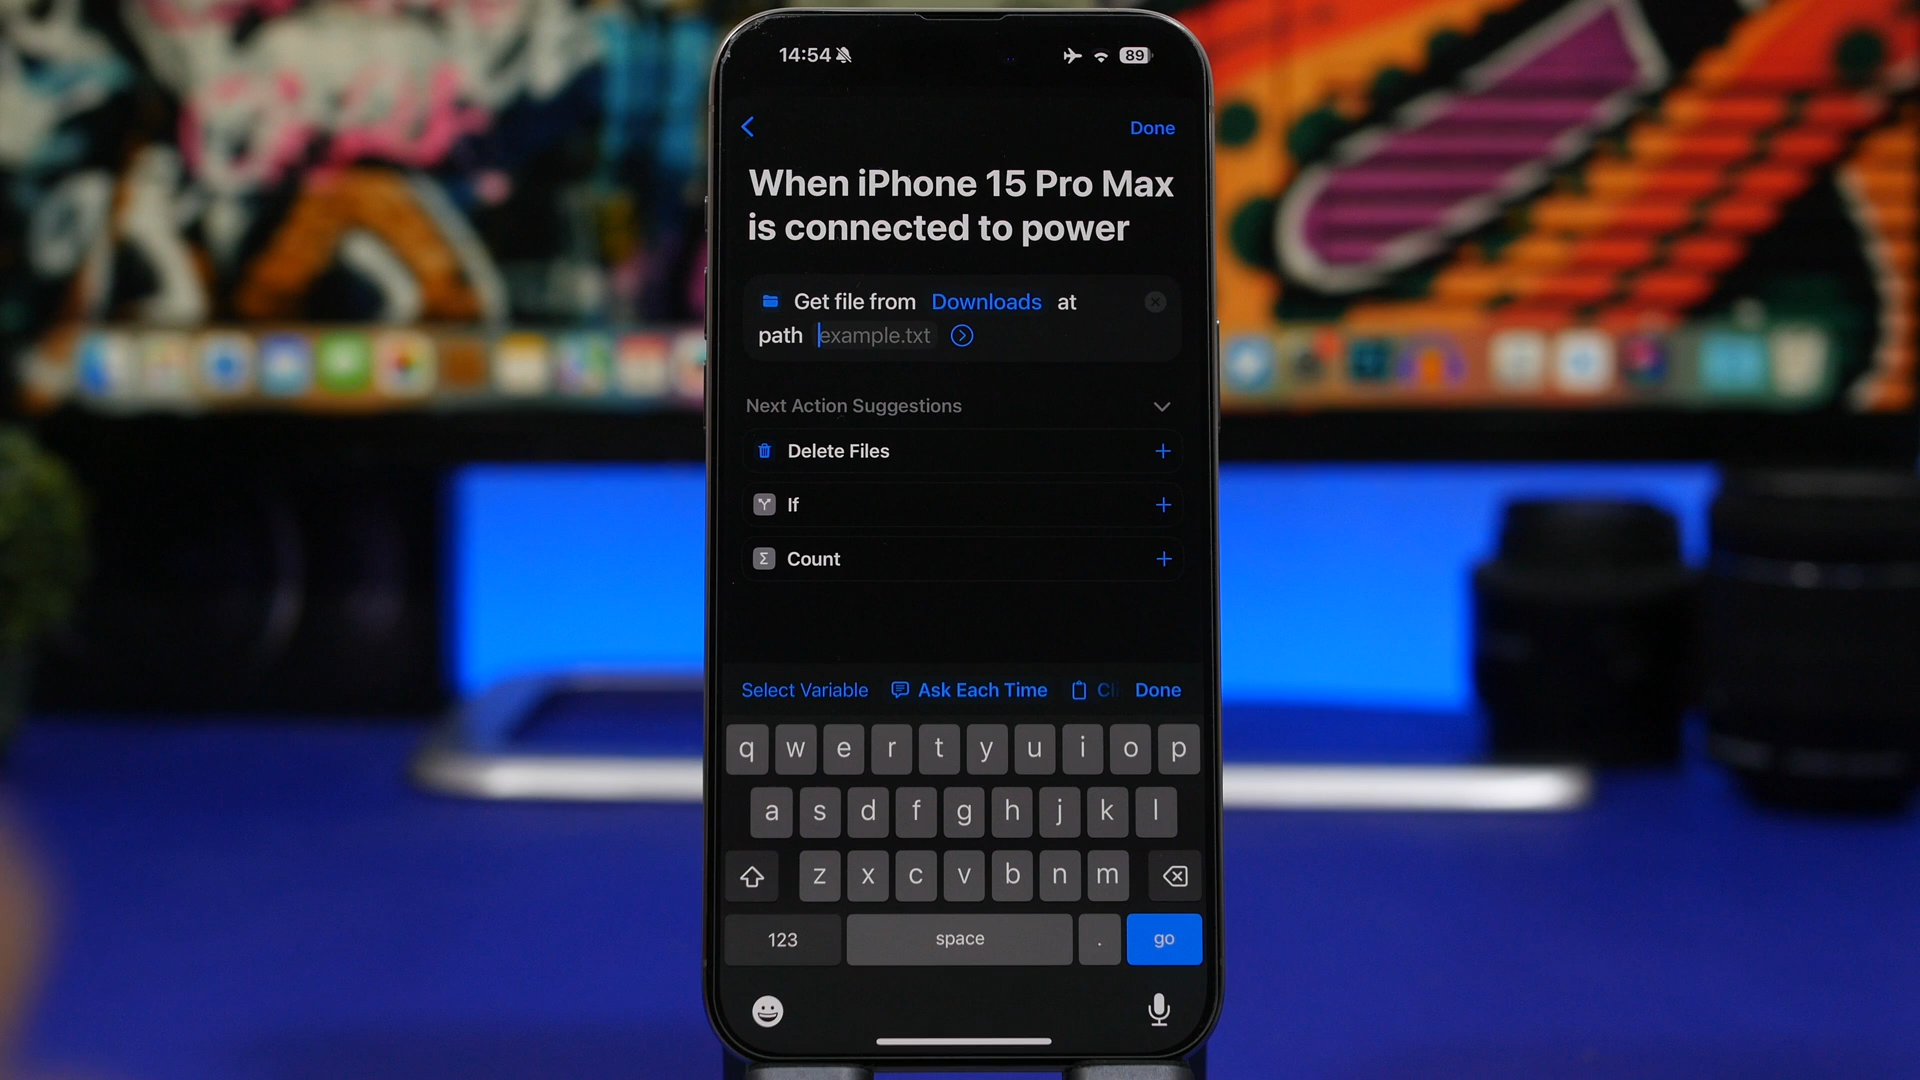 14:54
89
Done
When iPhone 15 Pro Max
is connected to power
Get file from Downloads at
path example.txt
Next Action Suggestions
Delete Files
If
Count
Select Variable Ask Each Time Cli Done
q w e r t y u i o p
a s d f g h j k l
z x c v b n m
123 space . go